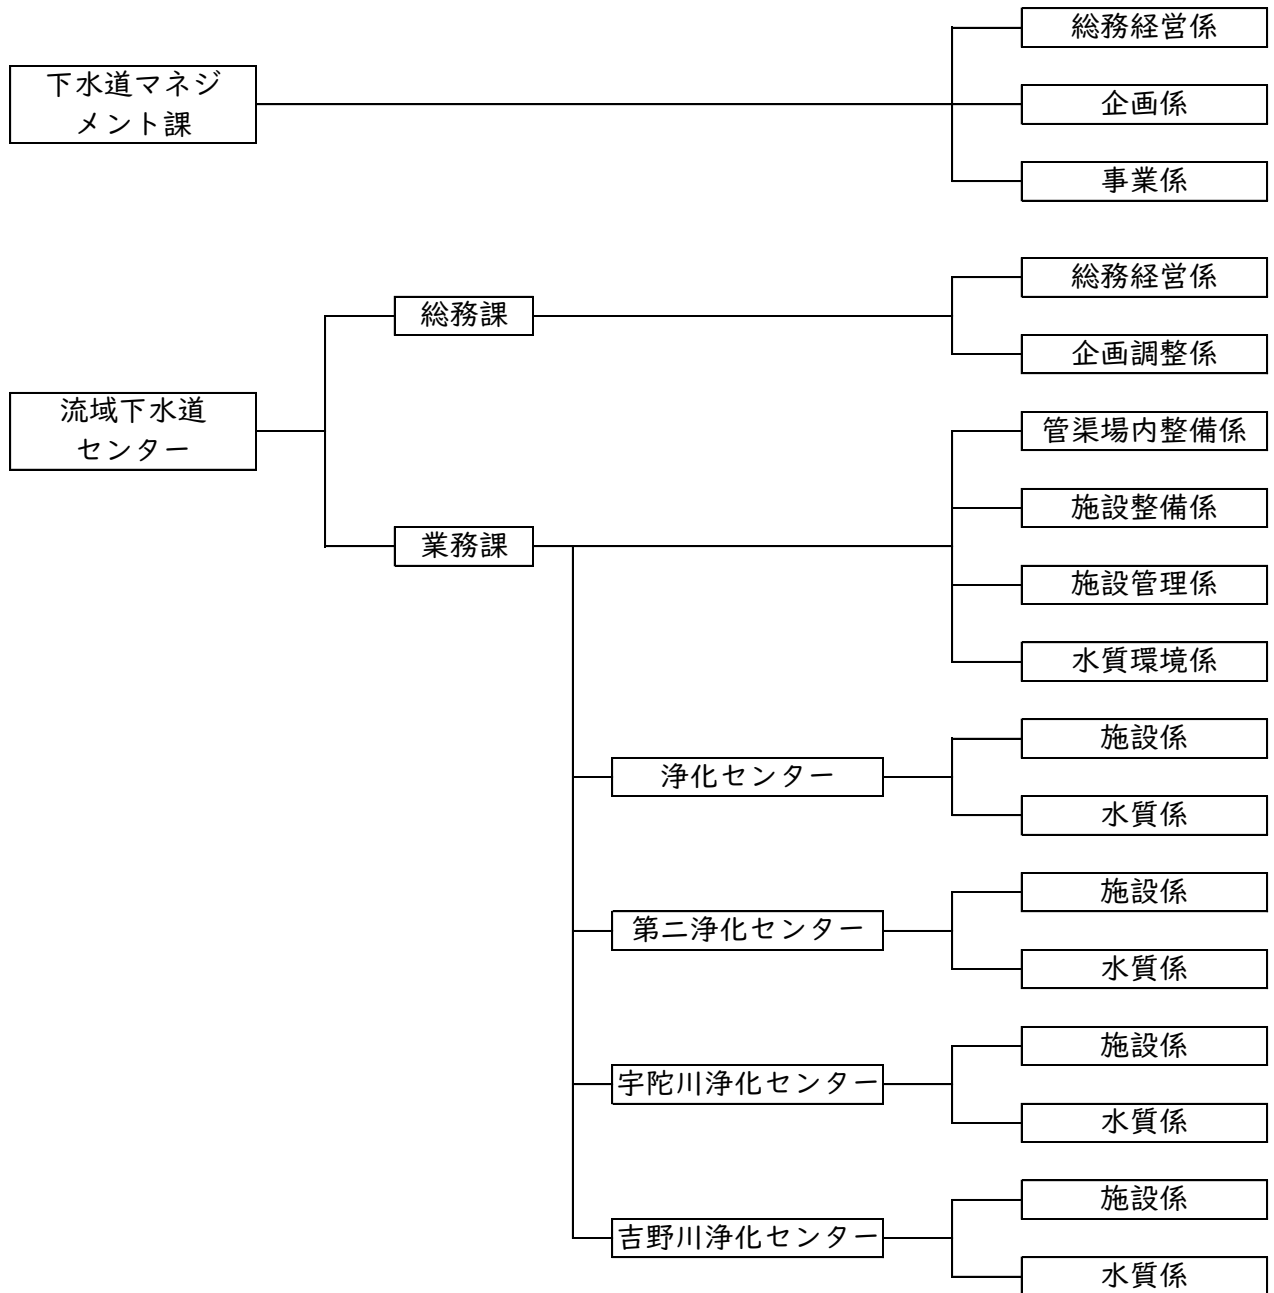 下水道マネジ
メント課
総務経営係
企画係
事業係
流域下水道
センター
総務課
総務経営係
企画調整係
業務課
管渠場内整備係
施設整備係
施設管理係
水質環境係
浄化センター
施設係
水質係
第二浄化センター
施設係
水質係
宇陀川浄化センター
施設係
水質係
吉野川浄化センター
施設係
水質係